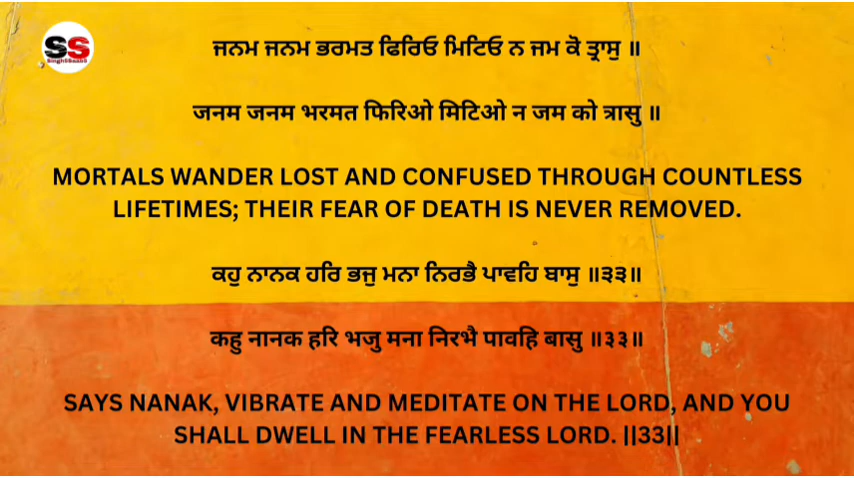 SS
SinghSbaanS
ਜਨਮ ਜਨਮ ਭਰਮਤ ਫਿਰਿਓ ਮਿਟਿਓ ਨ ਜਮ ਕੋ ਤ੍ਰਾਸੁ ॥
जनम जनम भरमत फिरिओ मिटिओ न जम को त्रासु ॥
MORTALS WANDER LOST AND CONFUSED THROUGH COUNTLESS
LIFETIMES; THEIR FEAR OF DEATH IS NEVER REMOVED.
ਕਹੁ ਨਾਨਕ ਹਰਿ ਭਜੁ ਮਨਾ ਨਿਰਭੈ ਪਾਵਹਿ ਬਾਸੁ ॥੩੩॥
कहु नानक हरि भजु मना निरभै पावहि बासु ॥३३॥
SAYS NANAK, VIBRATE AND MEDITATE ON THE LORD, AND YOU
SHALL DWELL IN THE FEARLESS LORD. ||33||